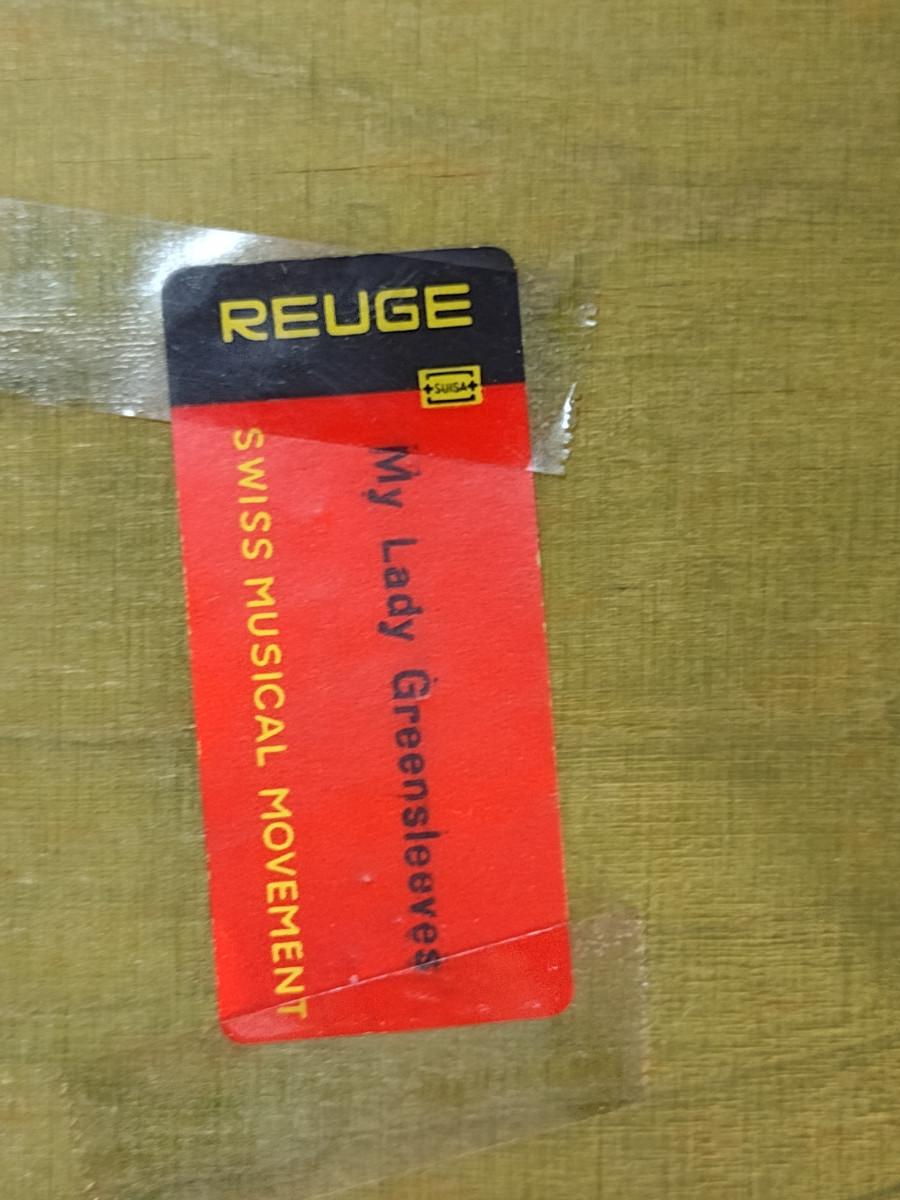 REUGE
+SUISA+
My Lady Greensleeves
SWISS MUSICAL MOVEMENT